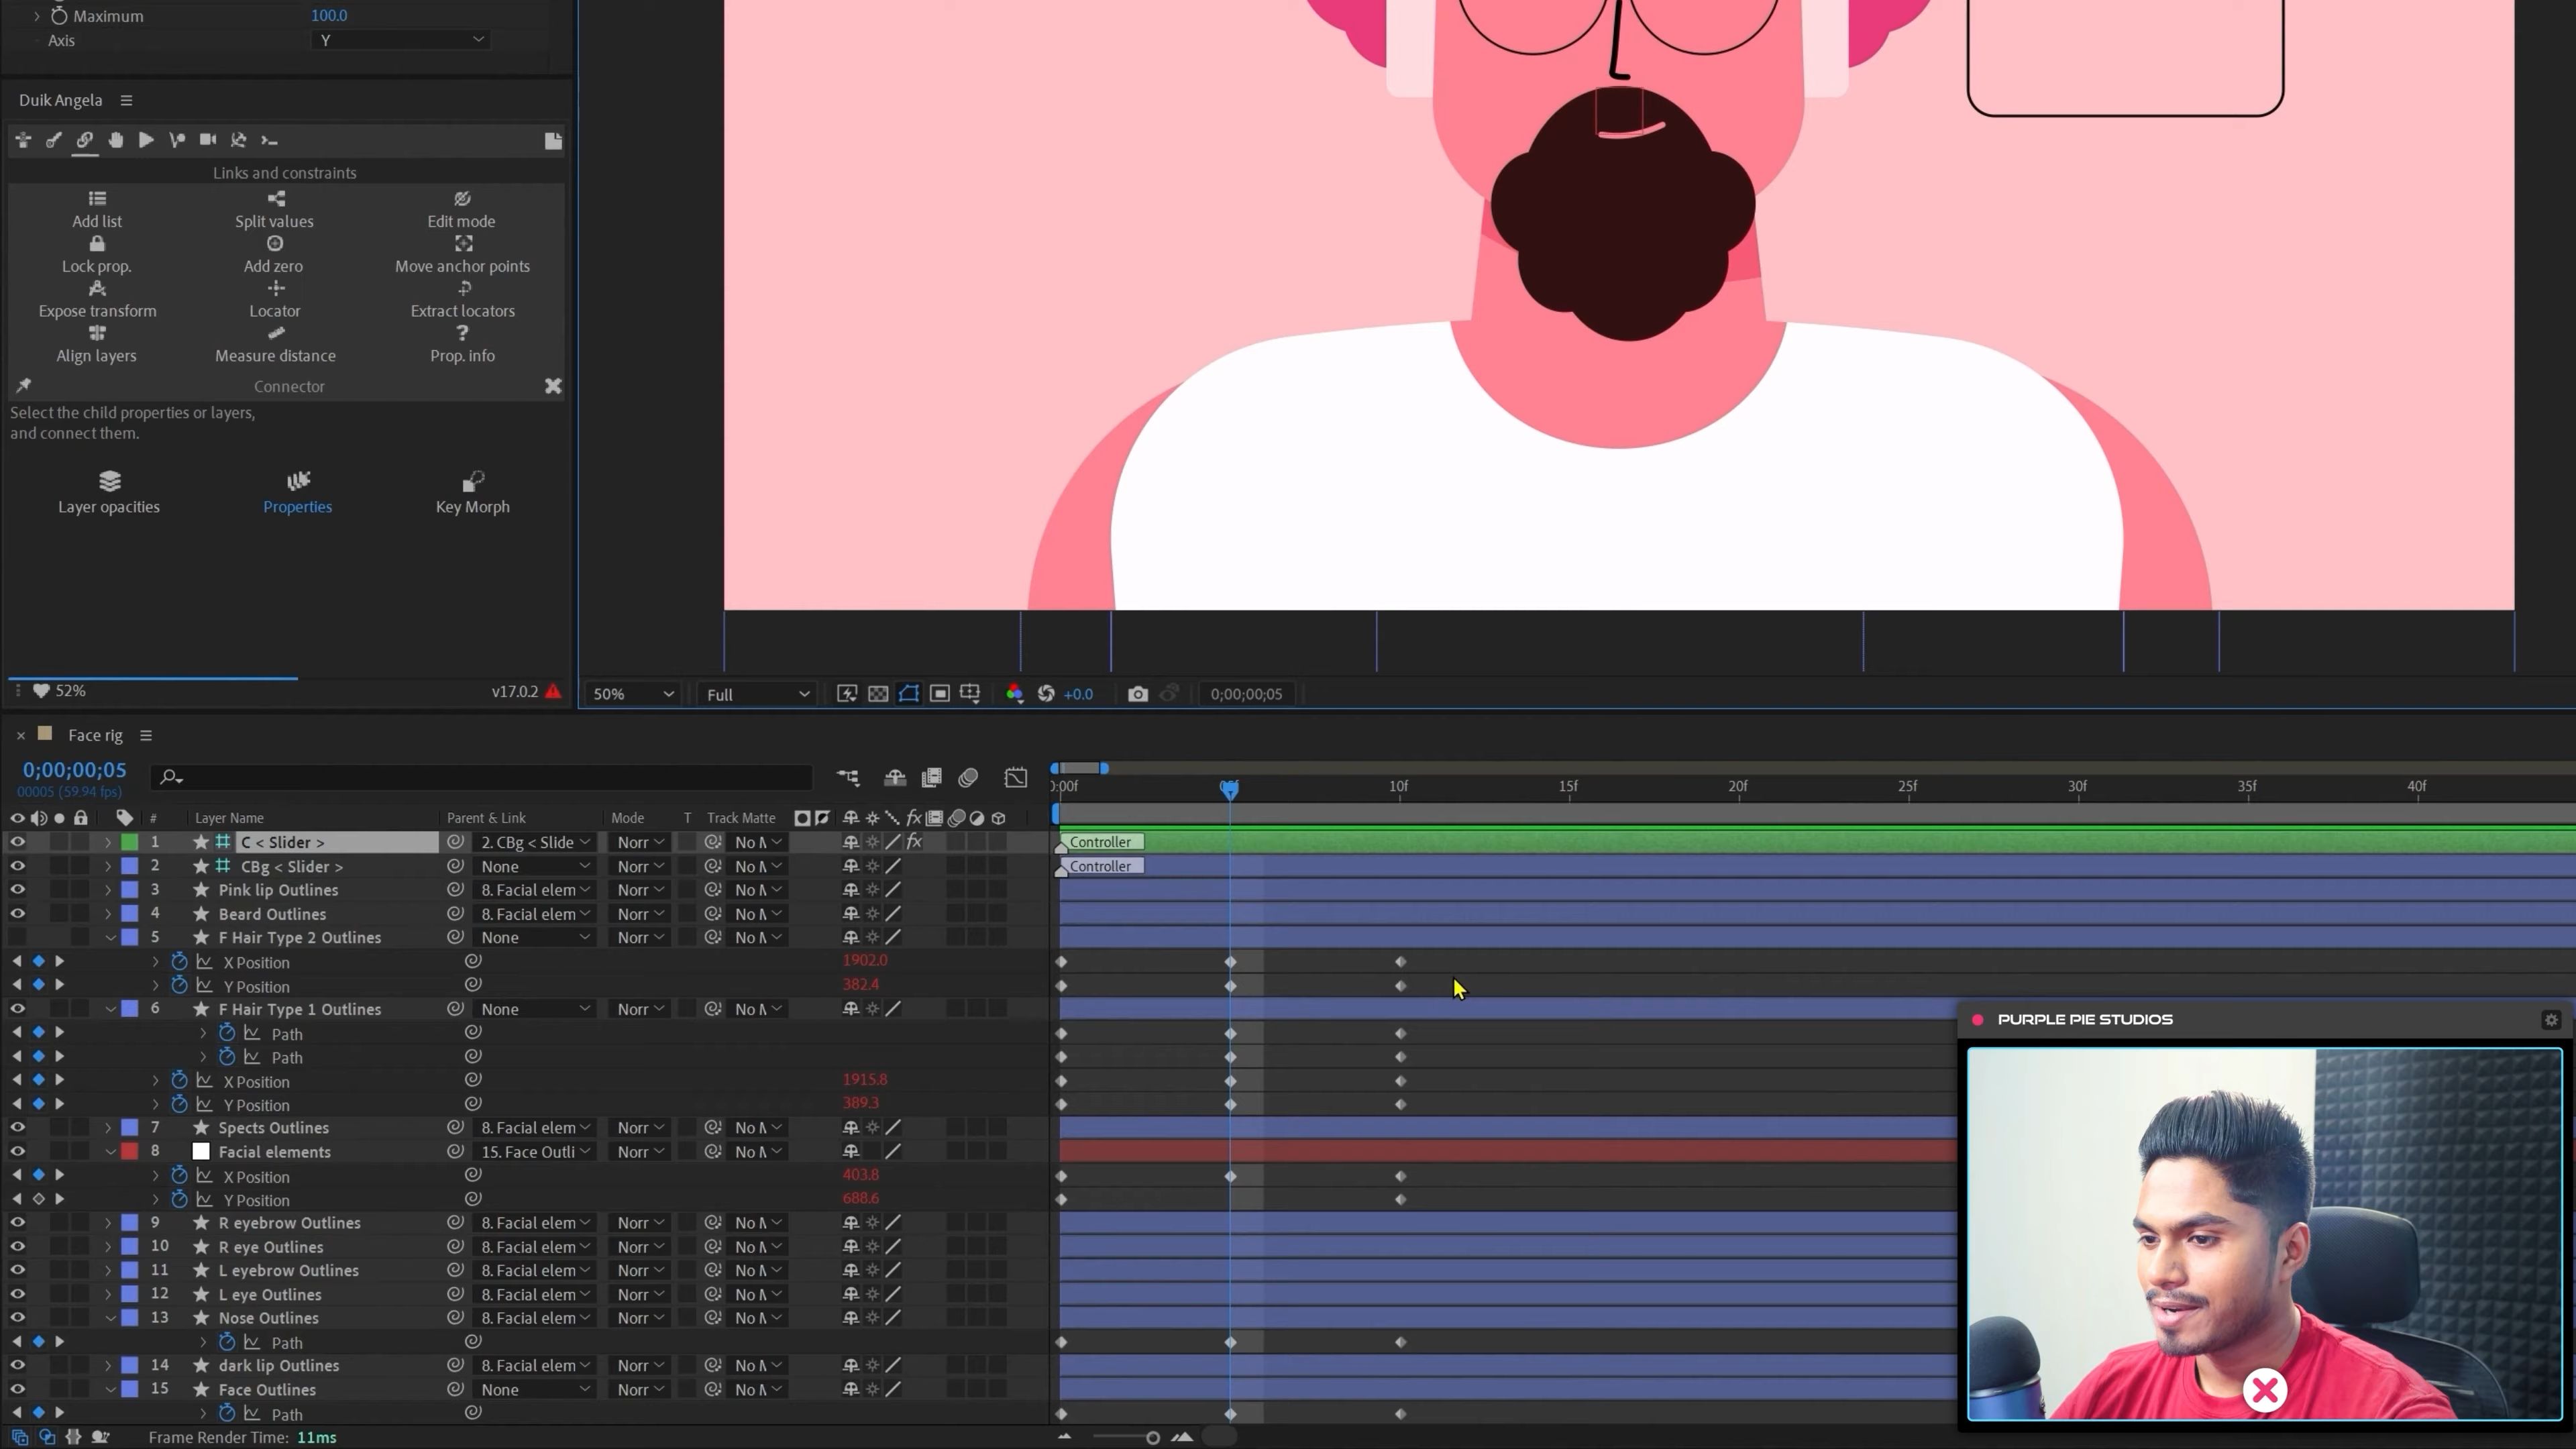 Maximum 100.0
Axis Y
Duik Angela
Links and constraints
Add list Split values Edit mode
Lock prop. Add zero Move anchor points
Expose transform Locator Extract locators
Align layers Measure distance Prop. info
Connector
Select the child properties or layers,
and connect them.
Layer opacities Properties Key Morph
52% v17.0.2
50% Full +0.0 0;00;00;05
Face rig
0;00;00;05
00005 (59.94 fps)
0:00f 10f 15f 20f 25f 30f 35f 40f
# Layer Name Parent & Link Mode T Track Matte
1 C < Slider > 2. CBg < Slide Norr No M Controller
2 CBg < Slider > None Norr No M Controller
3 Pink lip Outlines 8. Facial elem Norr No M
4 Beard Outlines 8. Facial elem Norr No M
5 F Hair Type 2 Outlines None Norr No M
X Position 1902.0
Y Position 382.4
6 F Hair Type 1 Outlines None Norr No M
Path
Path
X Position 1915.8
Y Position 389.3
7 Spects Outlines 8. Facial elem Norr No M
8 Facial elements 15. Face Outli Norr No M
X Position 403.8
Y Position 688.6
9 R eyebrow Outlines 8. Facial elem Norr No M
10 R eye Outlines 8. Facial elem Norr No M
11 L eyebrow Outlines 8. Facial elem Norr No M
12 L eye Outlines 8. Facial elem Norr No M
13 Nose Outlines 8. Facial elem Norr No M
Path
14 dark lip Outlines 8. Facial elem Norr No M
15 Face Outlines None Norr No M
Path
Frame Render Time: 11ms
PURPLE PIE STUDIOS